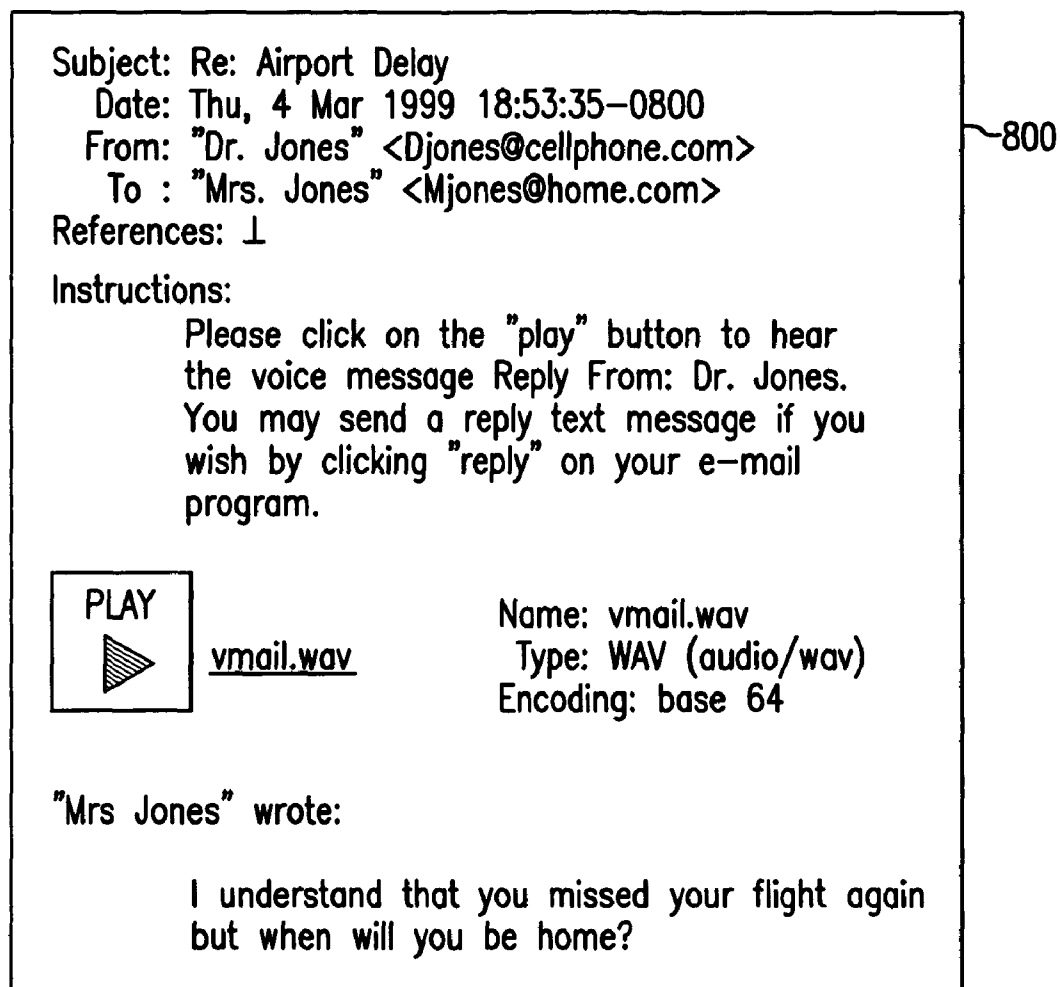 Subject: Re: Airport Delay
Date: Thu, 4 Mar 1999 18:53:35-0800
From: "Dr. Jones" <Djones@cellphone.com>
To : "Mrs. Jones" <Mjones@home.com>
References: ⊥
800
Instructions:
Please click on the "play" button to hear
the voice message Reply From: Dr. Jones.
You may send a reply text message if you
wish by clicking "reply" on your e-mail
program.
PLAY
vmail.wav
Name: vmail.wav
Type: WAV (audio/wav)
Encoding: base 64
"Mrs Jones" wrote:
I understand that you missed your flight again
but when will you be home?